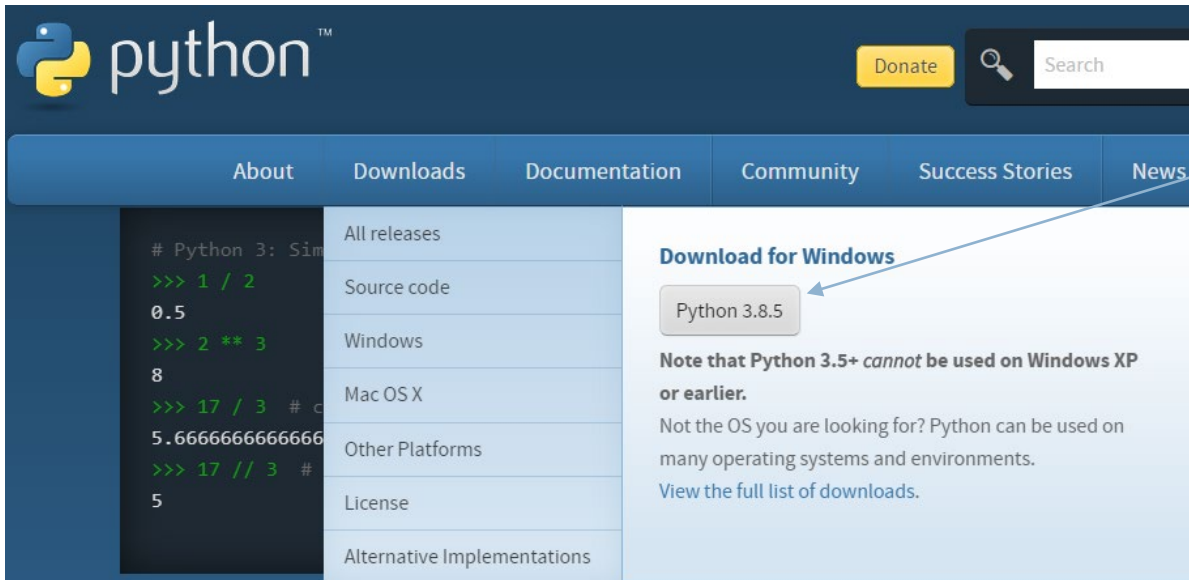 python™
Donate
Search
About
Downloads
Documentation
Community
Success Stories
News
# Python 3: Sim
>>> 1 / 2
0.5
>>> 2 ** 3
8
>>> 17 / 3 # c
5.6666666666666
>>> 17 // 3 #
5
All releases
Source code
Windows
Mac OS X
Other Platforms
License
Alternative Implementations
Download for Windows
Python 3.8.5
Note that Python 3.5+ cannot be used on Windows XP
or earlier.
Not the OS you are looking for? Python can be used on
many operating systems and environments.
View the full list of downloads.